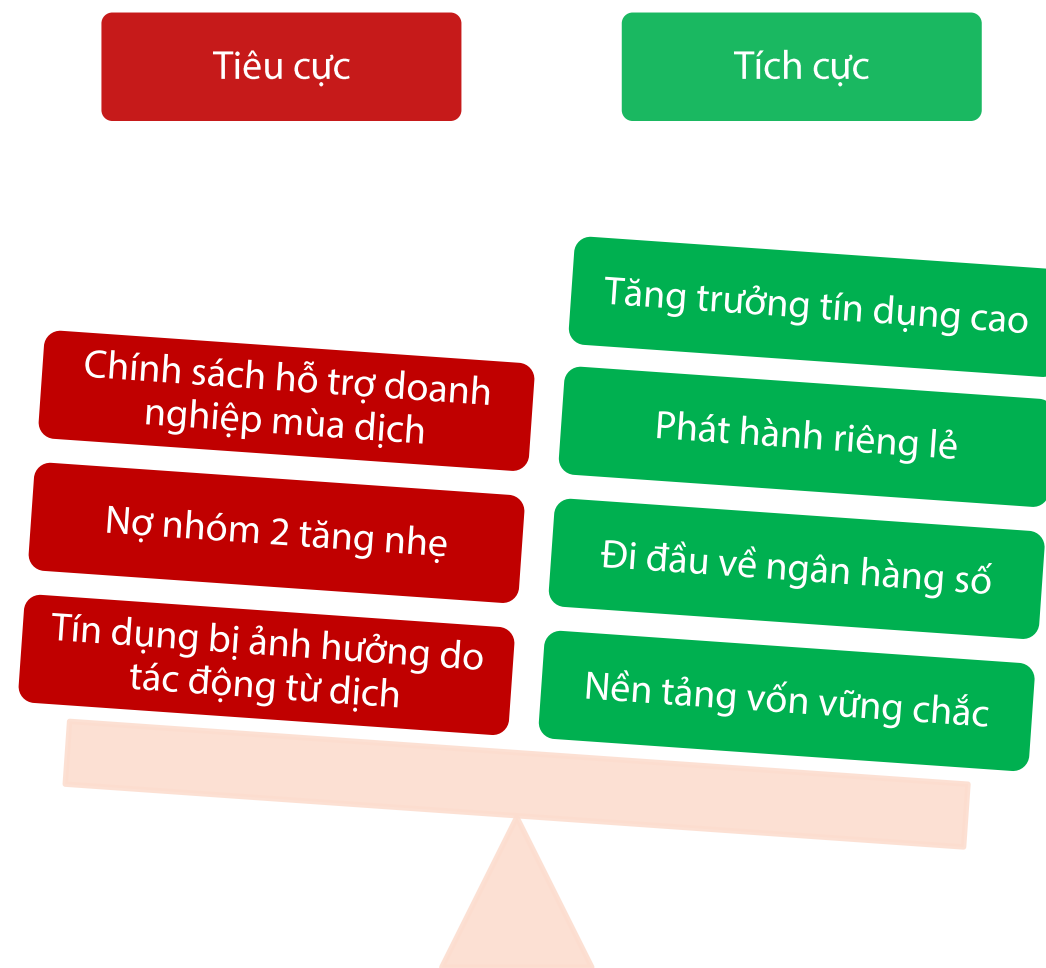 Tiêu cực
Tích cực
Chính sách hỗ trợ doanh
nghiệp mùa dịch
Nợ nhóm 2 tăng nhẹ
Tín dụng bị ảnh hưởng do
tác động từ dịch
Tăng trưởng tín dụng cao
Phát hành riêng lẻ
Đi đầu về ngân hàng số
Nền tảng vốn vững chắc